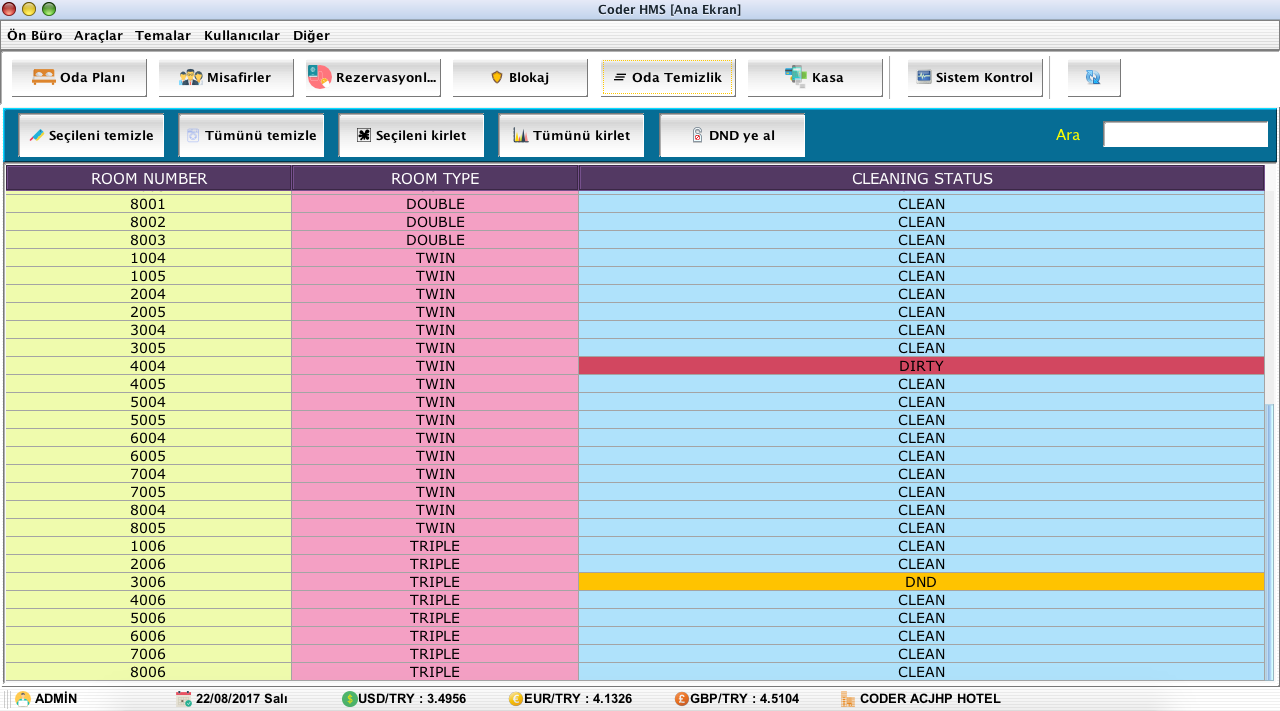 Coder HMS [Ana Ekran]
Ön Büro Araçlar Temalar Kullanıcılar Diğer
Oda Planı Misafirler Rezervasyonl... Blokaj Oda Temizlik Kasa Sistem Kontrol
Seçileni temizle Tümünü temizle Seçileni kirlet Tümünü kirlet DND ye al Ara
ROOM NUMBER ROOM TYPE CLEANING STATUS
8001 DOUBLE CLEAN
8002 DOUBLE CLEAN
8003 DOUBLE CLEAN
1004 TWIN CLEAN
1005 TWIN CLEAN
2004 TWIN CLEAN
2005 TWIN CLEAN
3004 TWIN CLEAN
3005 TWIN CLEAN
4004 TWIN DIRTY
4005 TWIN CLEAN
5004 TWIN CLEAN
5005 TWIN CLEAN
6004 TWIN CLEAN
6005 TWIN CLEAN
7004 TWIN CLEAN
7005 TWIN CLEAN
8004 TWIN CLEAN
8005 TWIN CLEAN
1006 TRIPLE CLEAN
2006 TRIPLE CLEAN
3006 TRIPLE DND
4006 TRIPLE CLEAN
5006 TRIPLE CLEAN
6006 TRIPLE CLEAN
7006 TRIPLE CLEAN
8006 TRIPLE CLEAN
ADMİN 22/08/2017 Salı USD/TRY : 3.4956 EUR/TRY : 4.1326 GBP/TRY : 4.5104 CODER ACJHP HOTEL